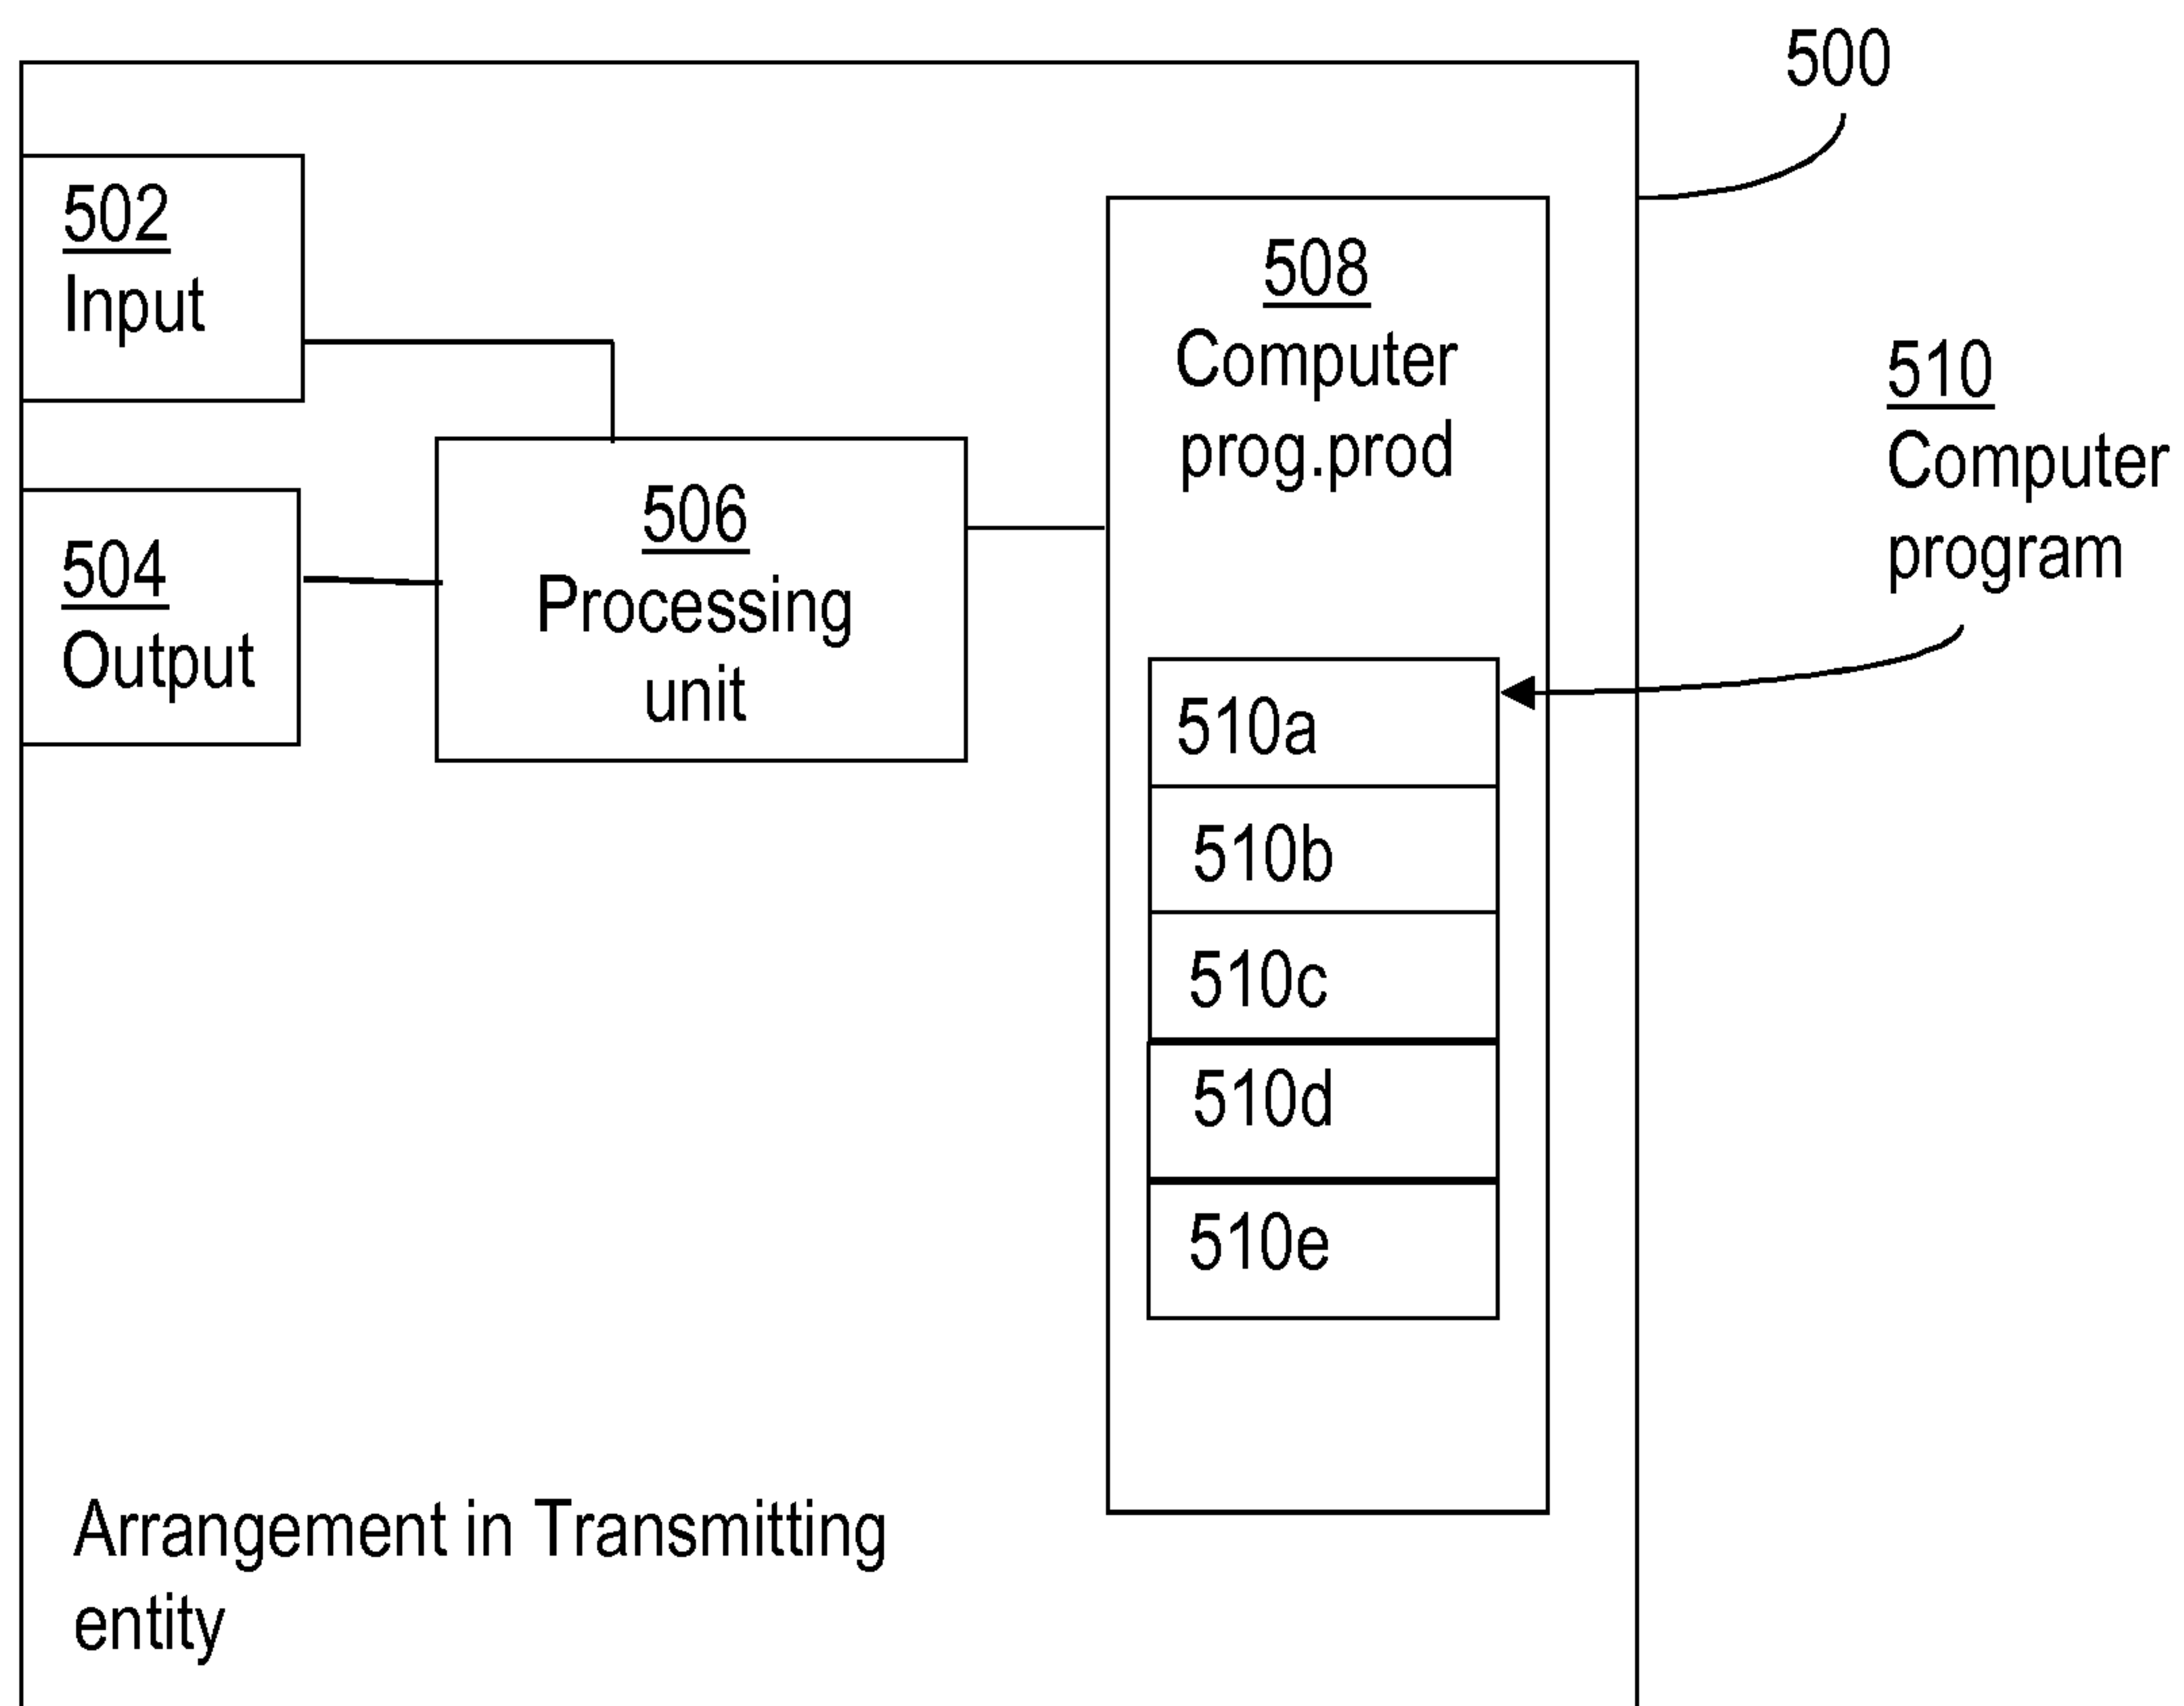 500
502
Input
504
Output
506
Processing
unit
508
Computer
prog.prod
510
Computer
program
510a
510b
510c
510d
510e
Arrangement in Transmitting
entity